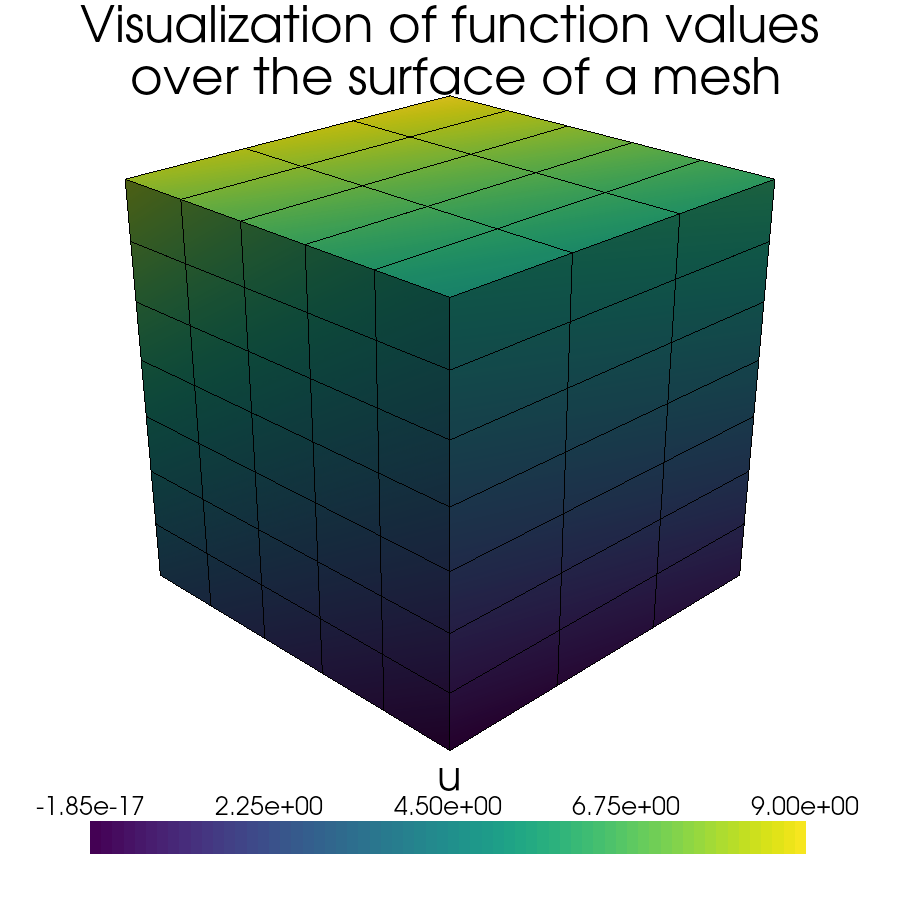 Visualization of function values
over the surface of a mesh
u
-1.85e-17 2.25e+00 4.50e+00 6.75e+00 9.00e+00